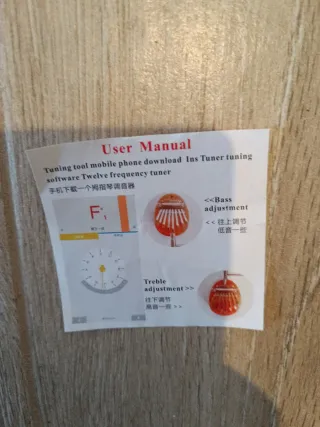 User Manual
Tuning tool mobile phone download Ins Tuner tuning
software Twelve frequency tuner
手机下载一个拇指琴调音器
F
1
<<Bass
adjustment
<< 往上调节
低音一些
Treble
adjustment >>
往下调节
高音一些 >>